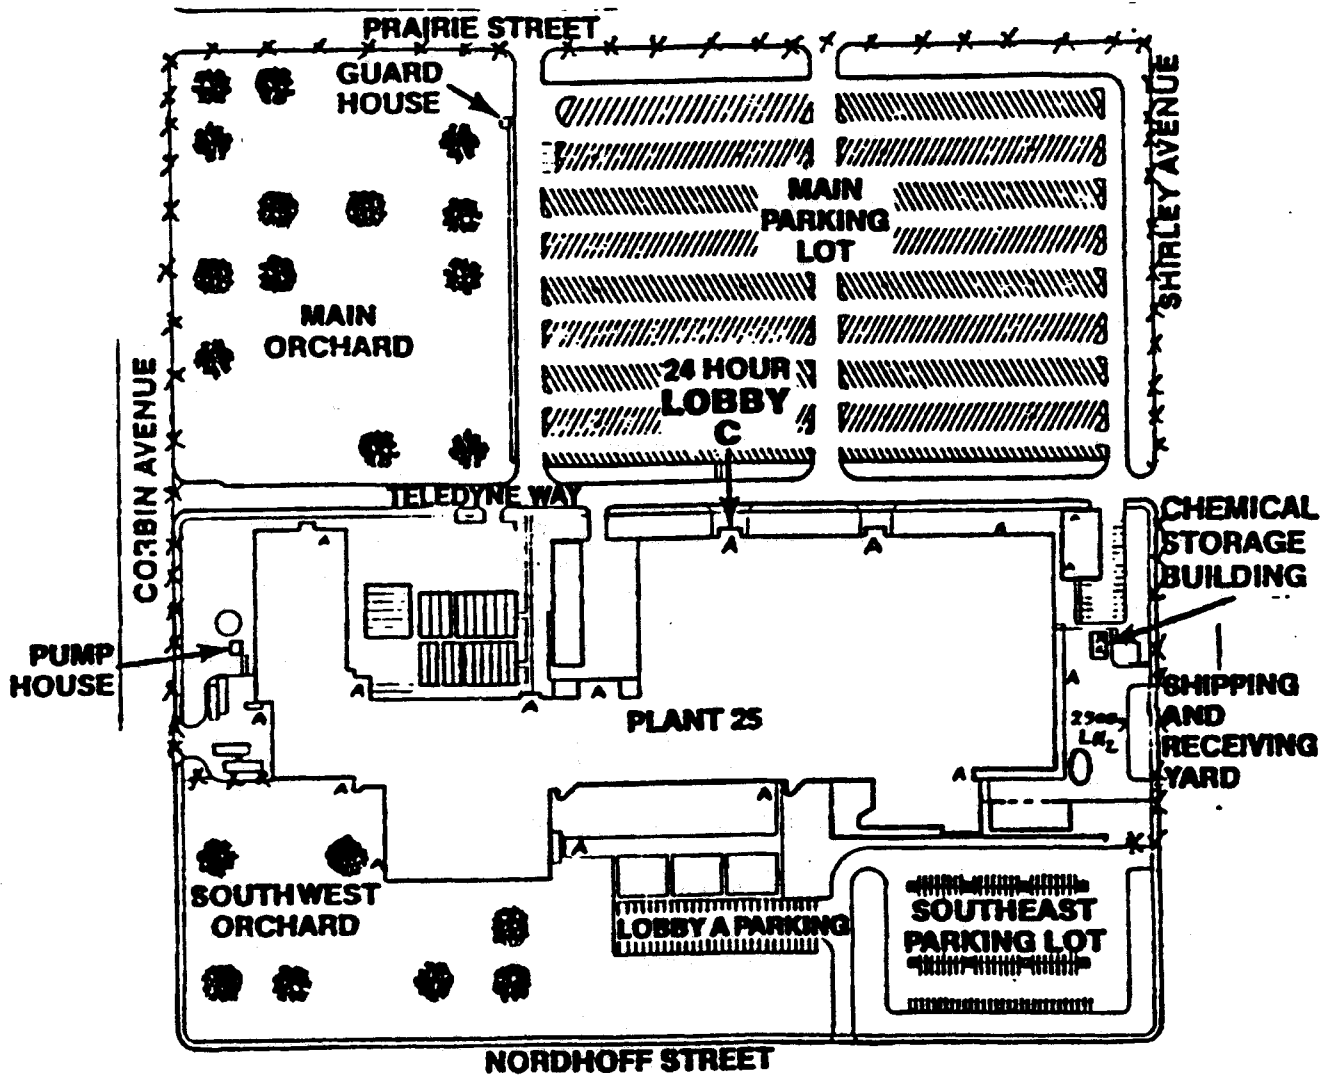 PRAIRIE STREET
GUARD
HOUSE
SHIRLEY AVENUE
MAIN
PARKING
LOT
MAIN
ORCHARD
24 HOUR
LOBBY
C
CORBIN AVENUE
TELEDYNE WAY
CHEMICAL
STORAGE
BUILDING
PUMP
HOUSE
PLANT 25
SHIPPING
AND
RECEIVING
YARD
SOUTHWEST
ORCHARD
LOBBY A PARKING
SOUTHEAST
PARKING LOT
NORDHOFF STREET